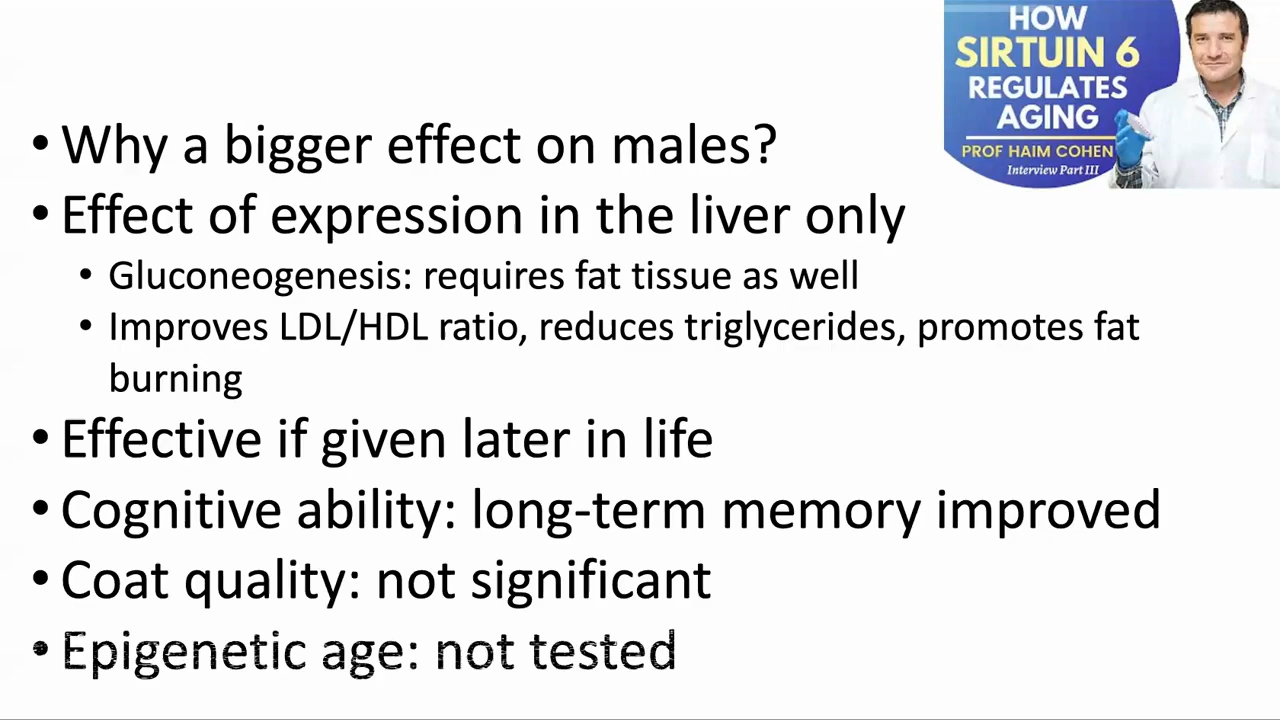 HOW
SIRTUIN 6
REGULATES
AGING
PROF HAIM COHEN
Interview Part III
• Why a bigger effect on males?
• Effect of expression in the liver only
• Gluconeogenesis: requires fat tissue as well
• Improves LDL/HDL ratio, reduces triglycerides, promotes fat
burning
• Effective if given later in life
• Cognitive ability: long-term memory improved
• Coat quality: not significant
• Epigenetic age: not tested